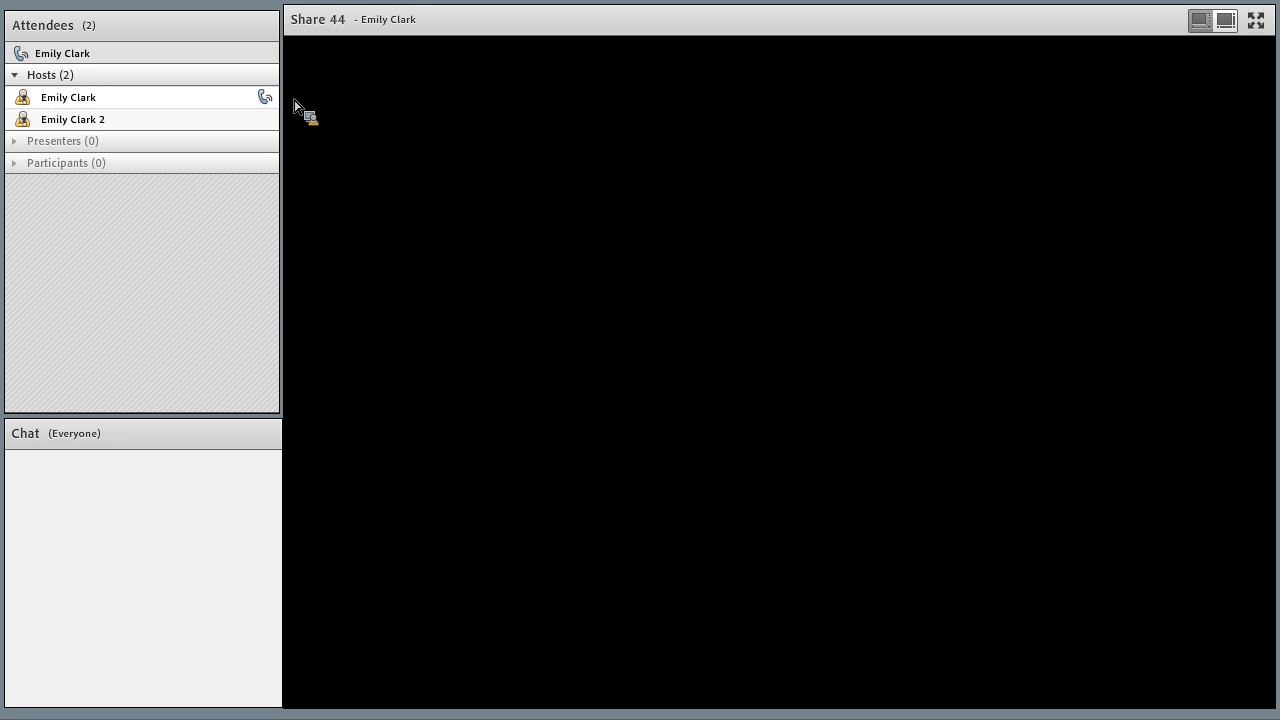 Attendees (2)
Emily Clark
Hosts (2)
Emily Clark
Emily Clark 2
Presenters (0)
Participants (0)
Chat (Everyone)
Share 44 - Emily Clark